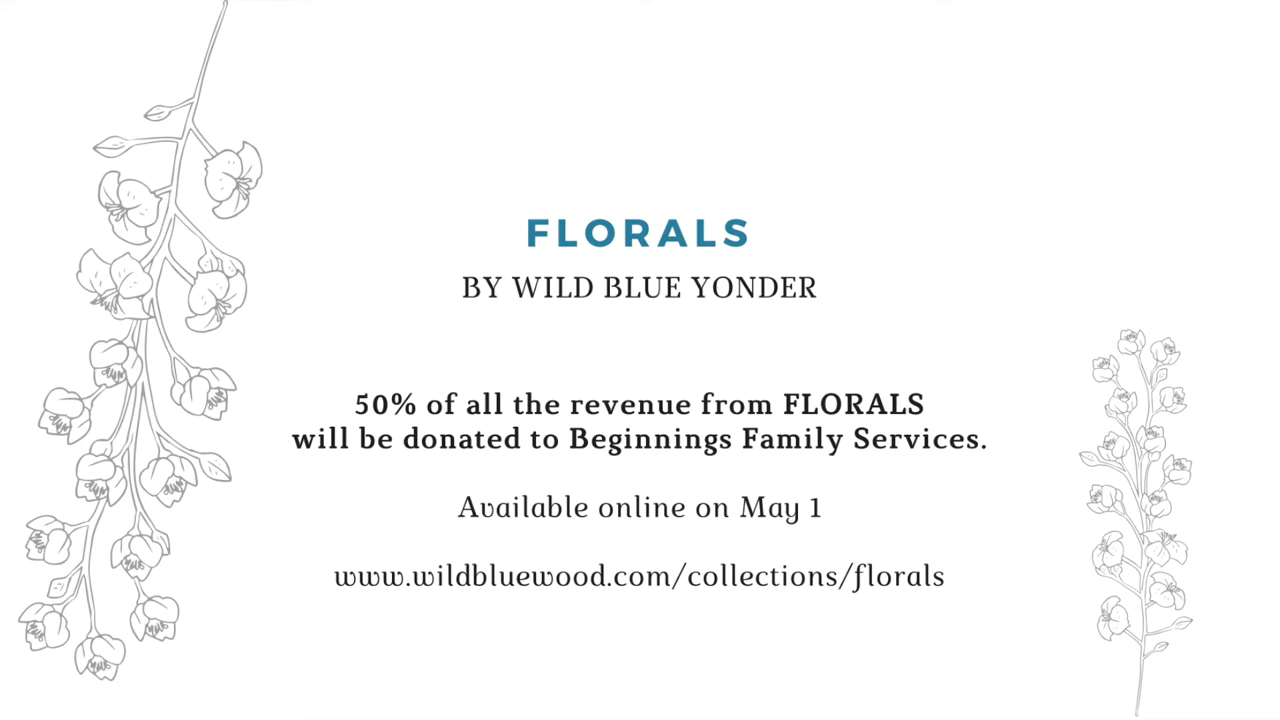 FLORALS
BY WILD BLUE YONDER
50% of all the revenue from FLORALS
will be donated to Beginnings Family Services.
Available online on May 1
www.wildbluewood.com/collections/florals